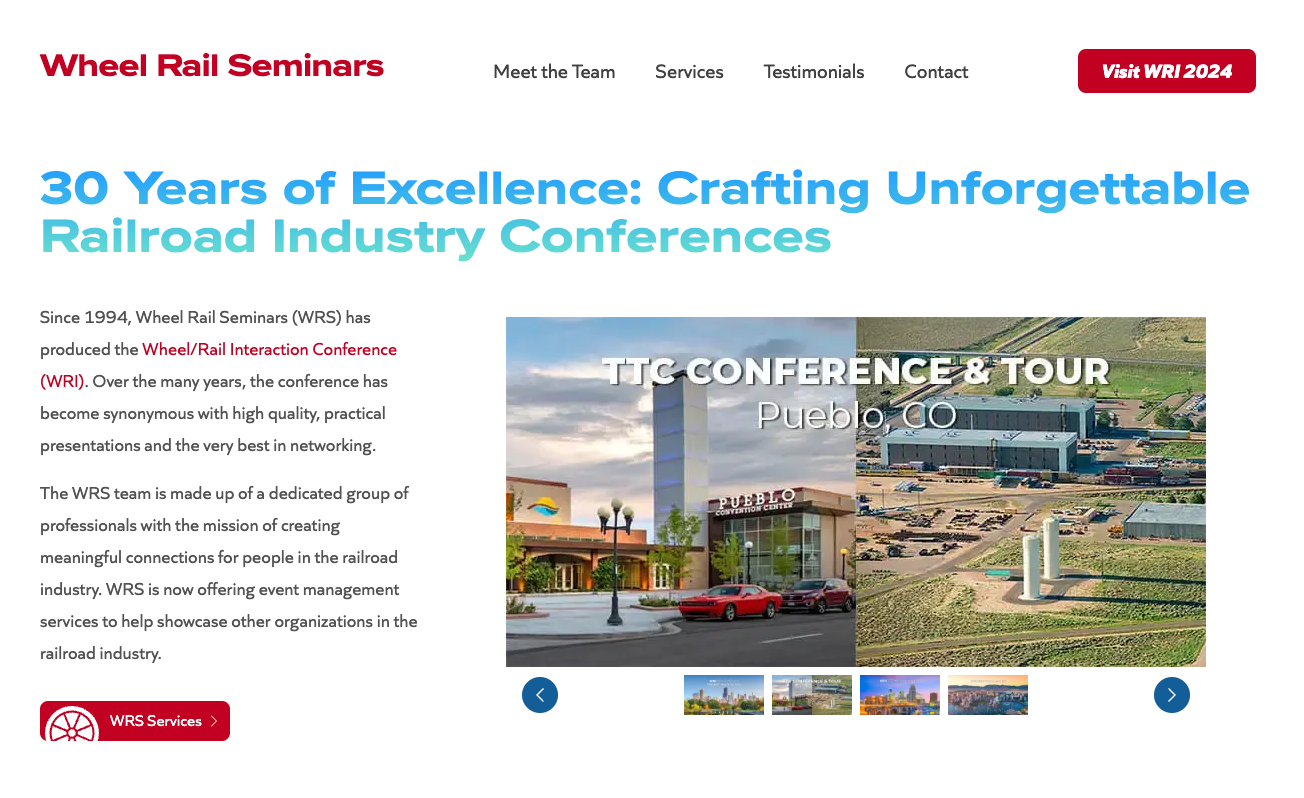 Wheel Rail Seminars
Meet the Team
Services
Testimonials
Contact
Visit WRI 2024
30 Years of Excellence: Crafting Unforgettable
Railroad Industry Conferences
Since 1994, Wheel Rail Seminars (WRS) has
produced the Wheel/Rail Interaction Conference
(WRI). Over the many years, the conference has
become synonymous with high quality, practical
presentations and the very best in networking.
The WRS team is made up of a dedicated group of
professionals with the mission of creating
meaningful connections for people in the railroad
industry. WRS is now offering event management
services to help showcase other organizations in the
railroad industry.
WRS Services
TTC CONFERENCE & TOUR
Pueblo, CO
PUEBLO
CONVENTION CENTER